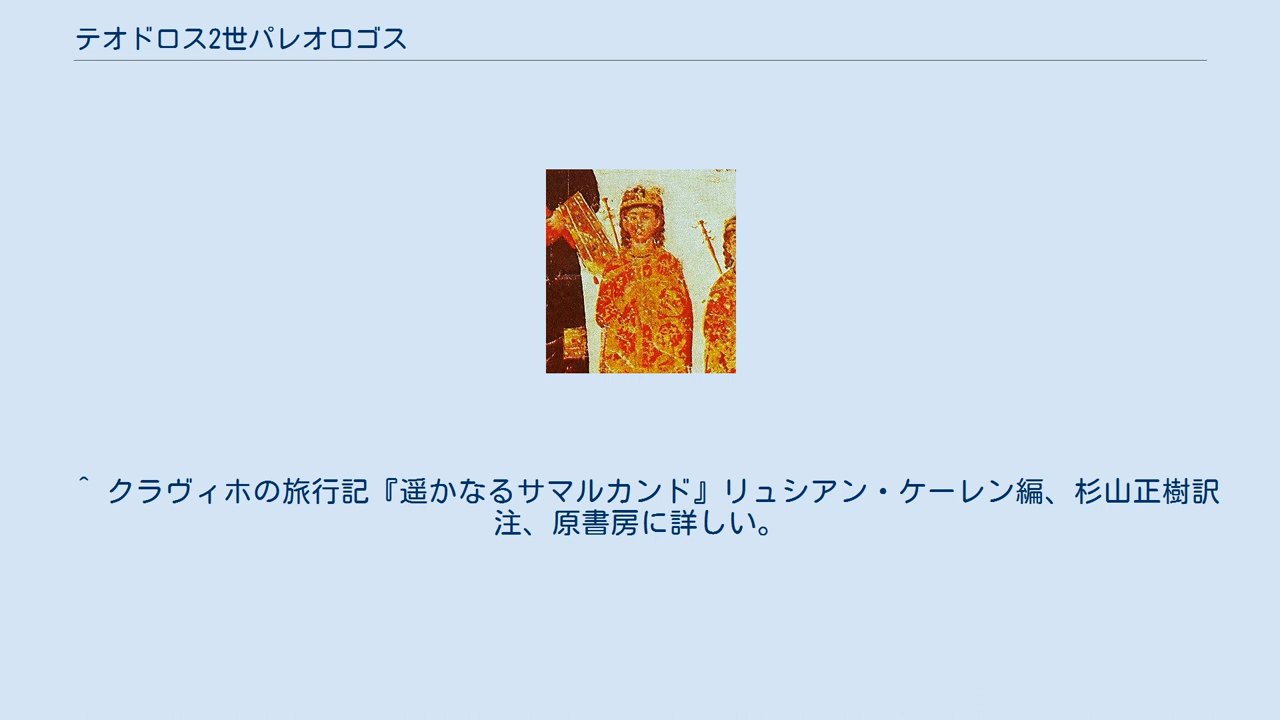 テオドロス2世パレオロゴス
^ クラヴィホの旅行記『遥かなるサマルカンド』リュシアン・ケーレン編、杉山正樹訳
注、原書房に詳しい。